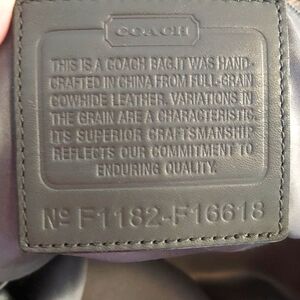 COACH
THIS IS A COACH BAG.IT WAS HAND-
CRAFTED IN CHINA FROM FULL-GRAIN
COWHIDE LEATHER. VARIATIONS IN
THE GRAIN ARE A CHARACTERISTIC.
ITS SUPERIOR CRAFTSMANSHIP
REFLECTS OUR COMMITMENT TO
ENDURING QUALITY.
Nº F1182-F16618